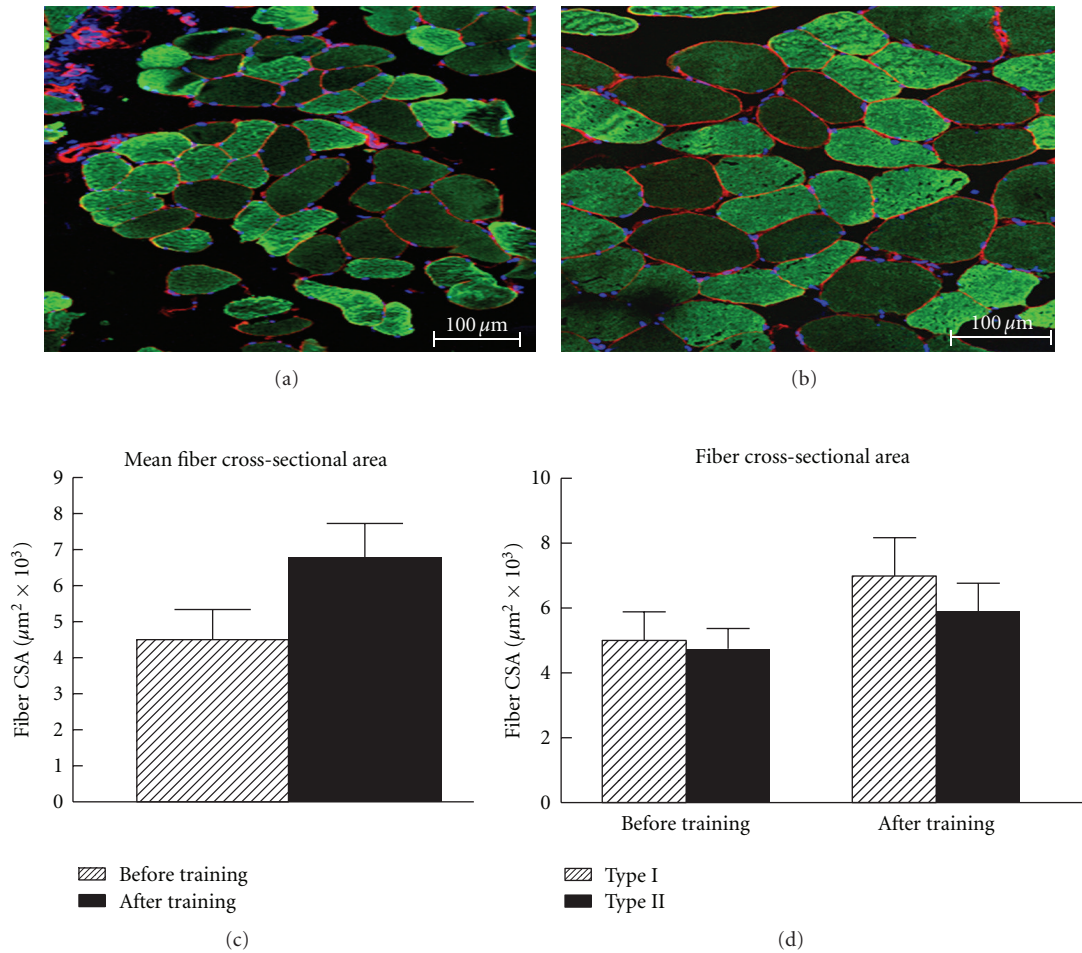 100 µm
100 µm
(a)
(b)
Mean fiber cross-sectional area
9
8
7
6
5
4
3
2
1
0
Fiber CSA (µm² × 10³)
Before training
After training
(c)
Fiber cross-sectional area
10
8
6
4
2
0
Fiber CSA (µm² × 10³)
Before training
After training
Type I
Type II
(d)